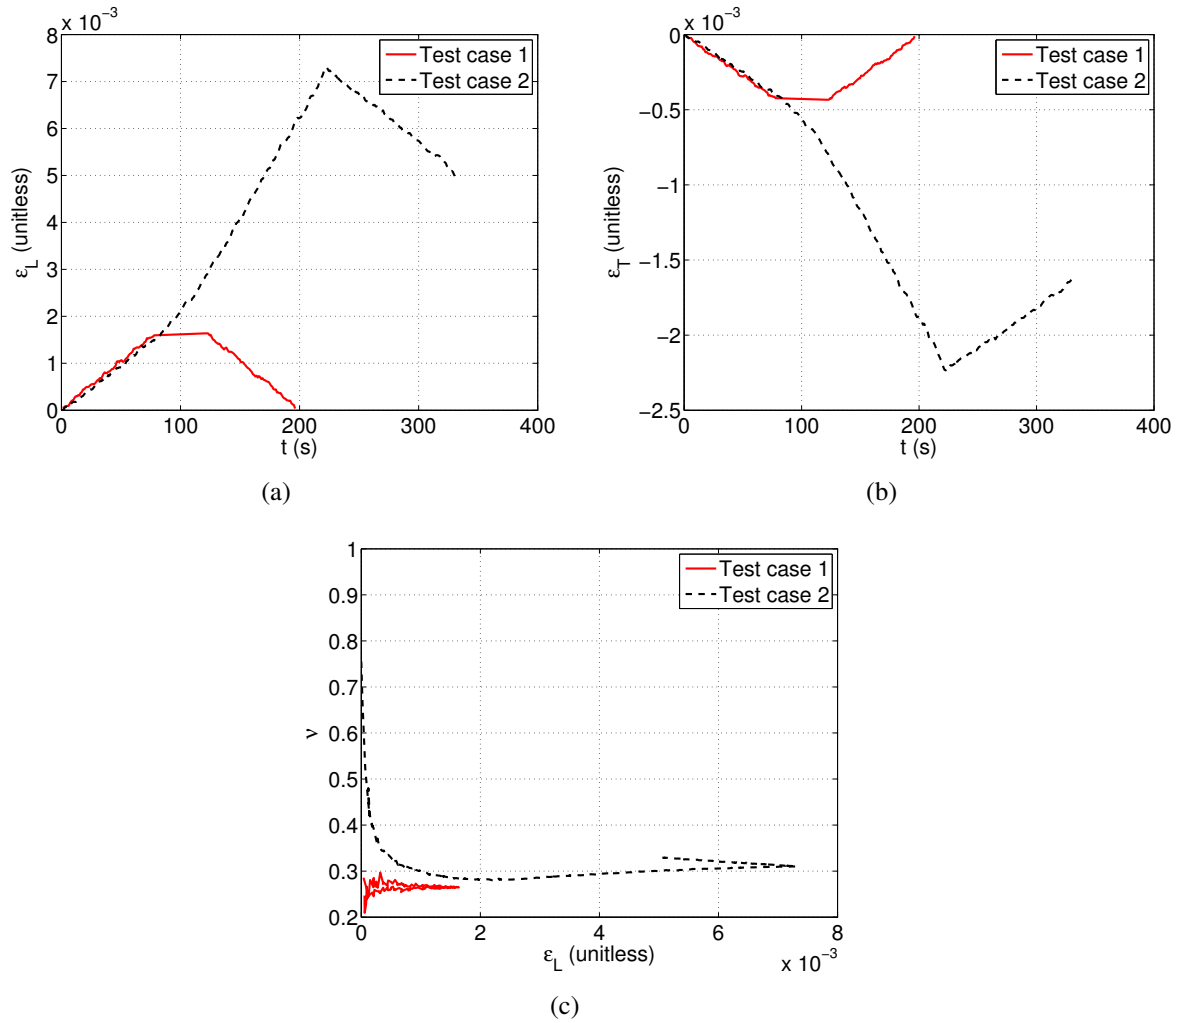 x 10⁻³
8
7
6
5
4
3
2
1
0
0 100 200 300 400
ε_L (unitless)
t (s)
Test case 1
Test case 2
(a)
x 10⁻³
0
−0.5
−1
−1.5
−2
−2.5
0 100 200 300 400
ε_T (unitless)
t (s)
Test case 1
Test case 2
(b)
1
0.9
0.8
0.7
0.6
0.5
0.4
0.3
0.2
0 2 4 6 8
ν
ε_L (unitless)
x 10⁻³
Test case 1
Test case 2
(c)